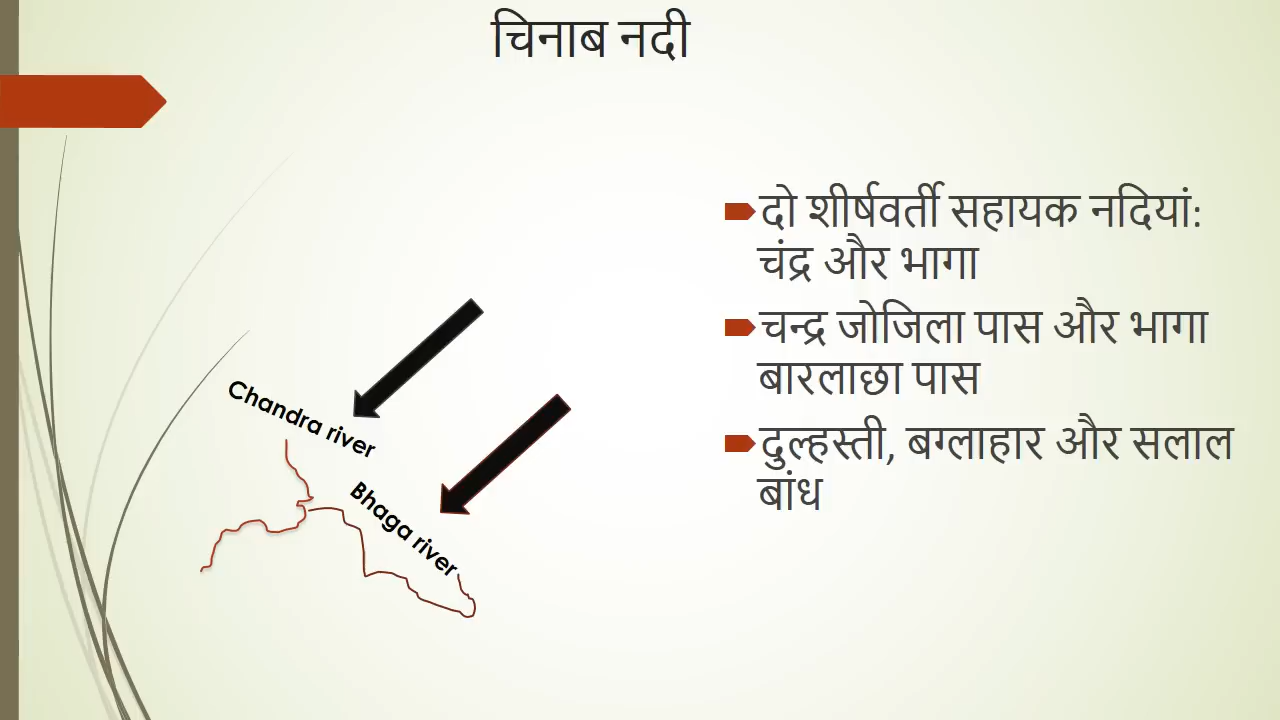 चिनाब नदी
दो शीर्षवर्ती सहायक नदियां:
चंद्र और भागा
चन्द्र जोजिला पास और भागा
बारलाछा पास
दुल्हस्ती, बग्लाहार और सलाल
बांध
Chandra river
Bhaga river